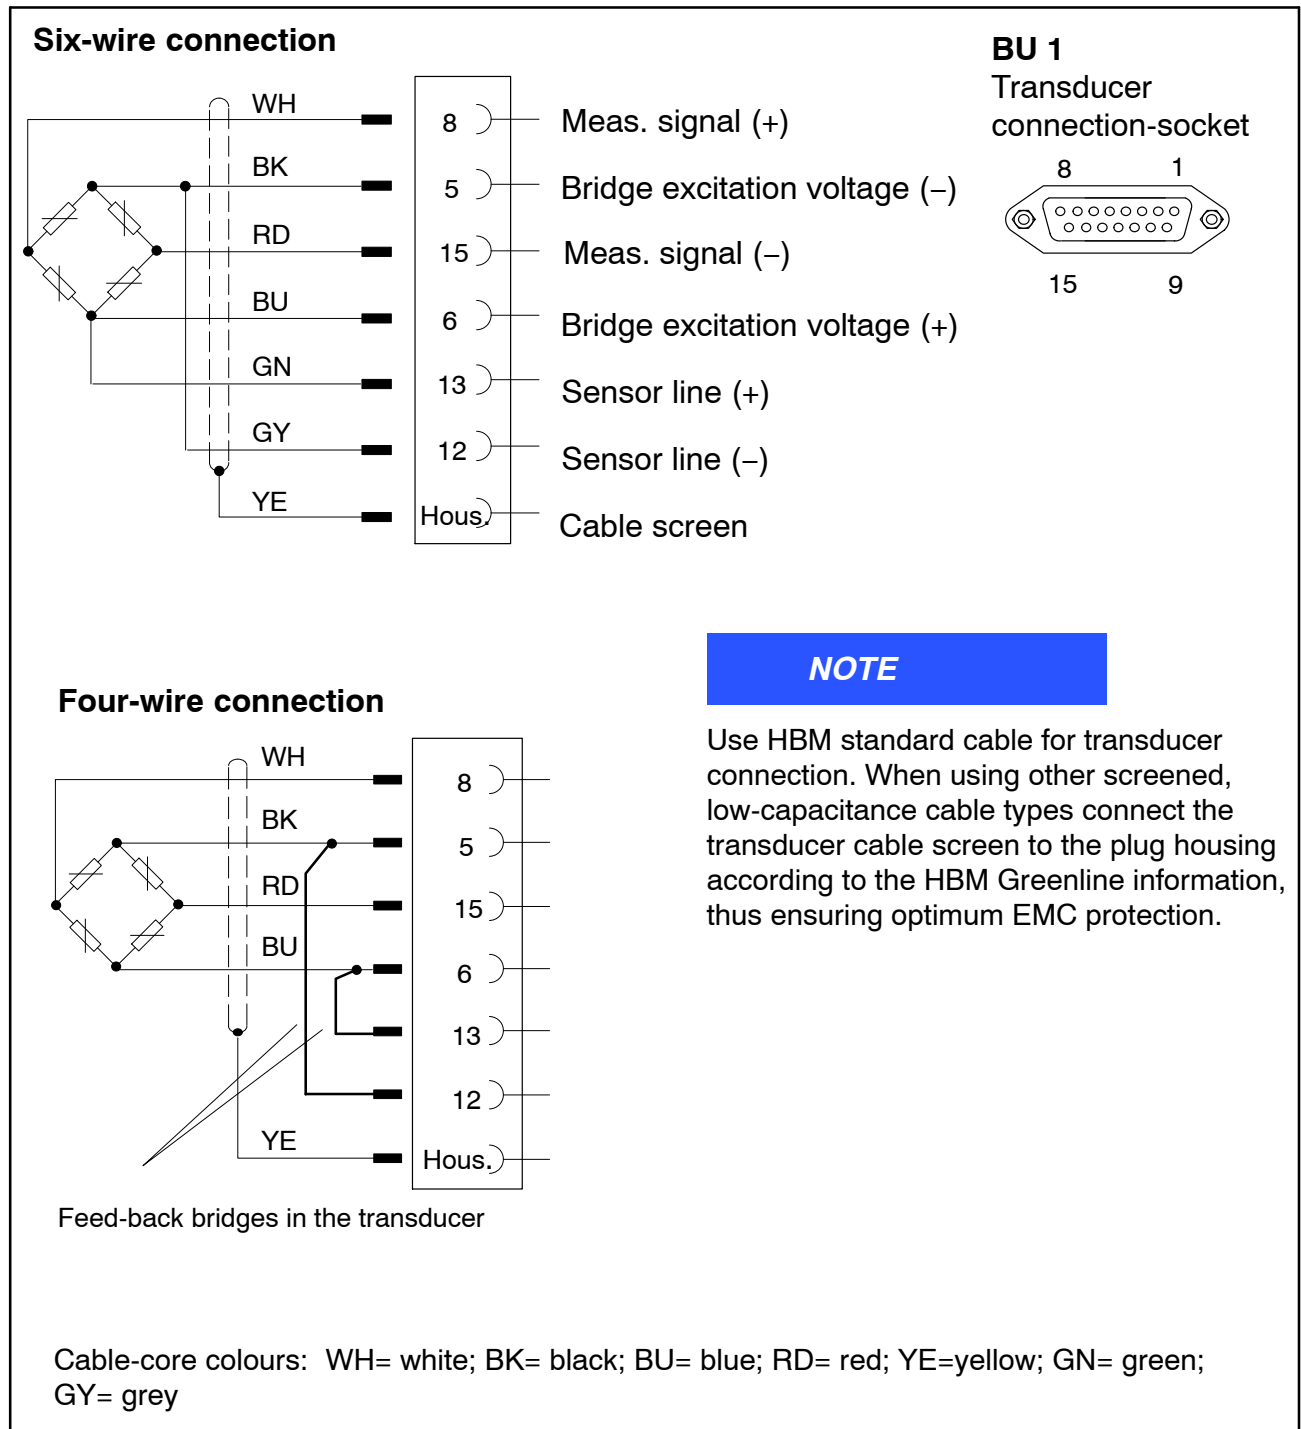 Six-wire connection
BU 1
Transducer
connection-socket
8 1
15 9
WH
8 Meas. signal (+)
BK
5 Bridge excitation voltage (−)
RD
15 Meas. signal (−)
BU
6 Bridge excitation voltage (+)
GN
13 Sensor line (+)
GY
12 Sensor line (−)
YE
Hous. Cable screen
NOTE
Use HBM standard cable for transducer
connection. When using other screened,
low-capacitance cable types connect the
transducer cable screen to the plug housing
according to the HBM Greenline information,
thus ensuring optimum EMC protection.
Four-wire connection
WH
8
BK
5
RD
15
BU
6
13
12
YE
Hous.
Feed-back bridges in the transducer
Cable-core colours: WH= white; BK= black; BU= blue; RD= red; YE=yellow; GN= green;
GY= grey